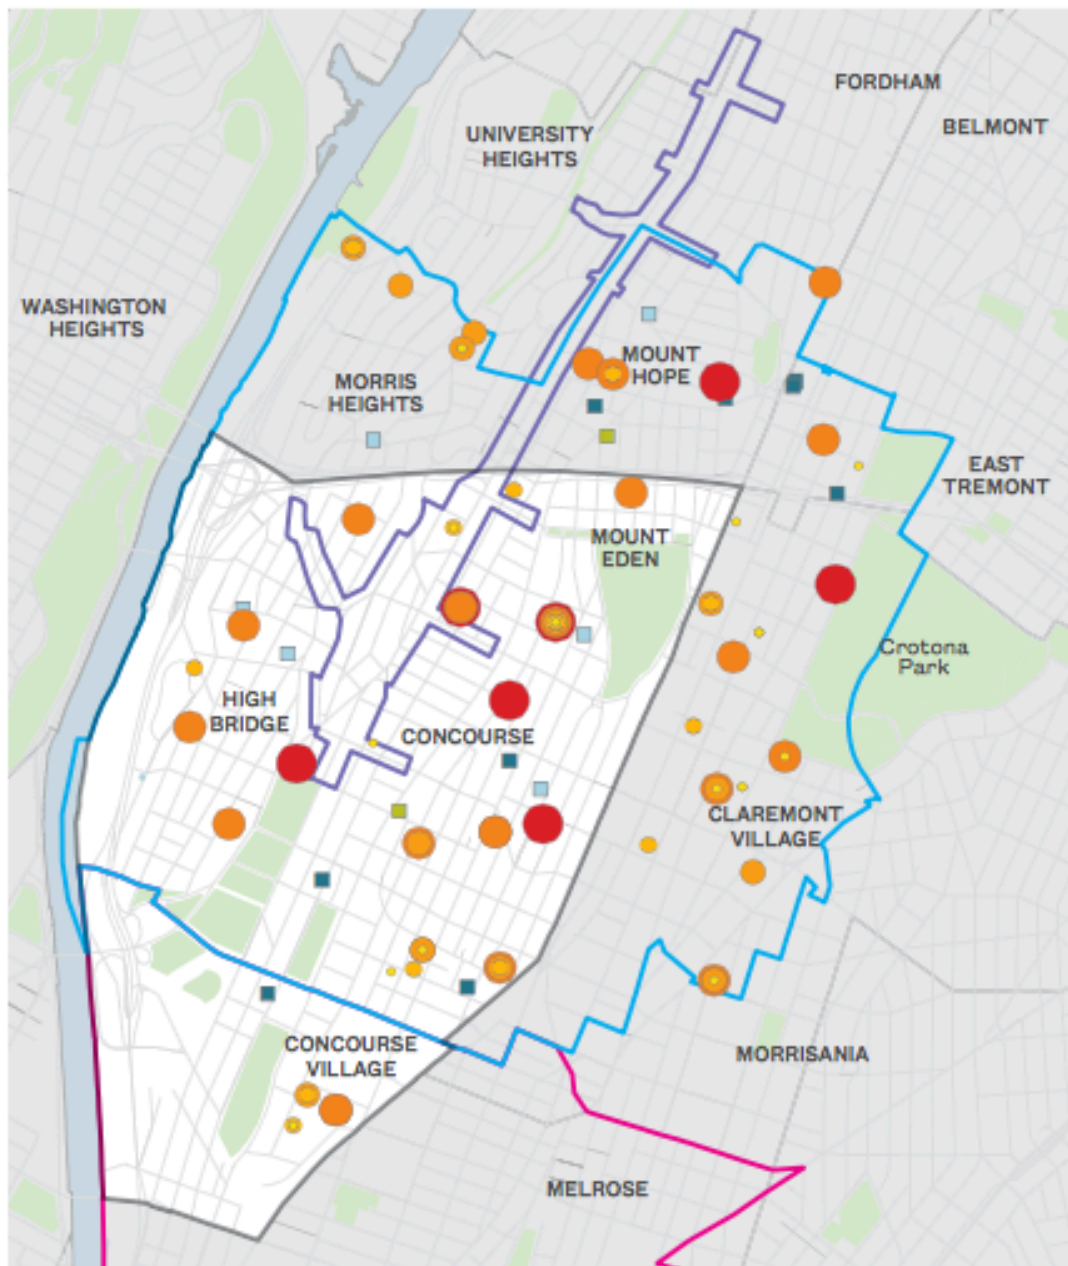 FORDHAM
BELMONT
UNIVERSITY
HEIGHTS
WASHINGTON
HEIGHTS
MOUNT
HOPE
MORRIS
HEIGHTS
EAST
TREMONT
MOUNT
EDEN
Crotona
Park
HIGH
BRIDGE
CONCOURSE
CLAREMONT
VILLAGE
CONCOURSE
VILLAGE
MORRISANIA
MELROSE